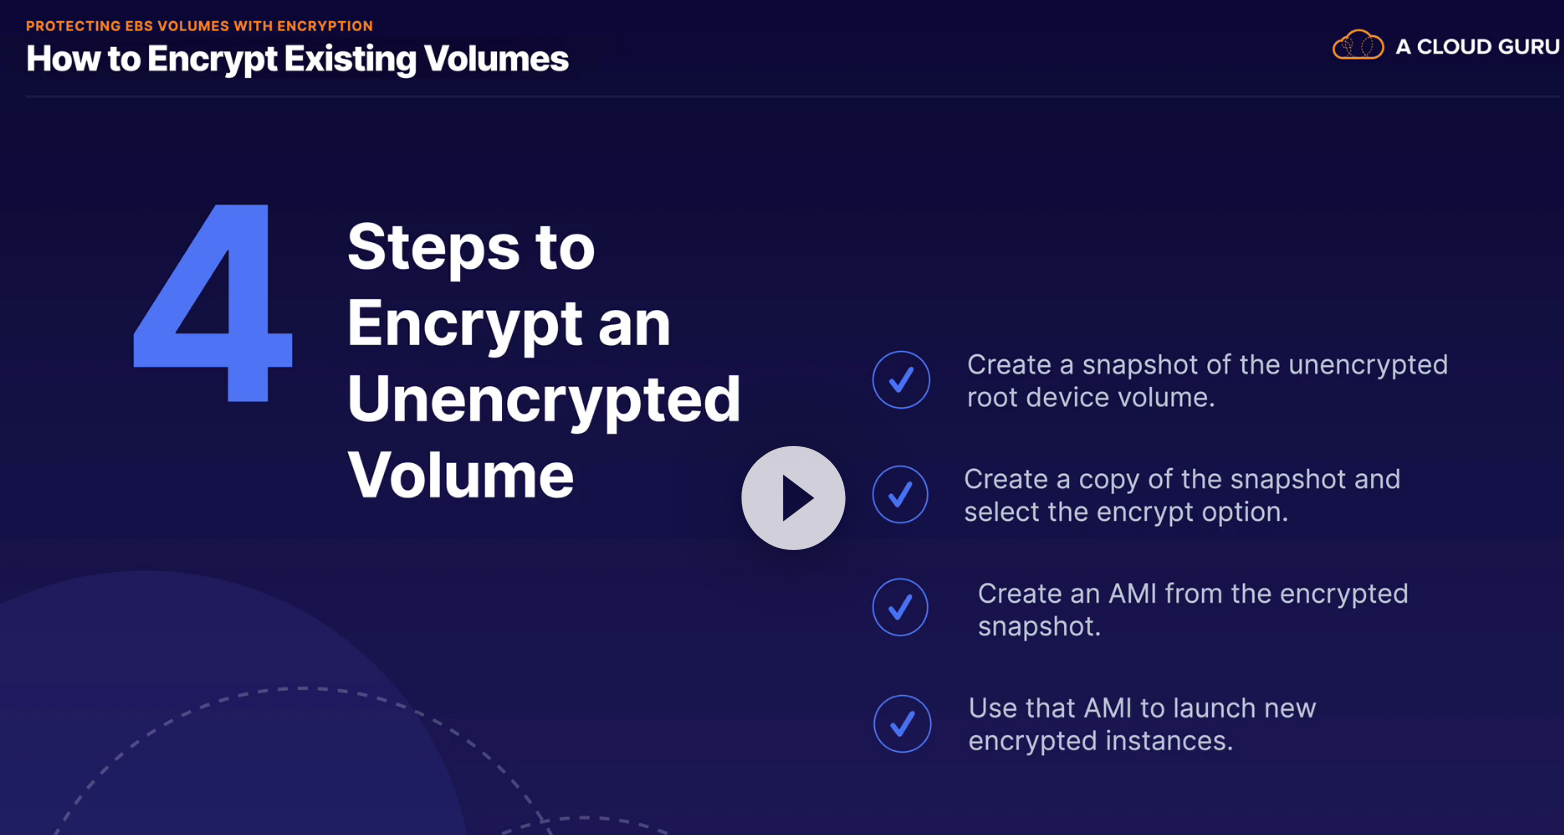 PROTECTING EBS VOLUMES WITH ENCRYPTION
How to Encrypt Existing Volumes
A CLOUD GURU
4
Steps to
Encrypt an
Unencrypted
Volume
Create a snapshot of the unencrypted
root device volume.
Create a copy of the snapshot and
select the encrypt option.
Create an AMI from the encrypted
snapshot.
Use that AMI to launch new
encrypted instances.